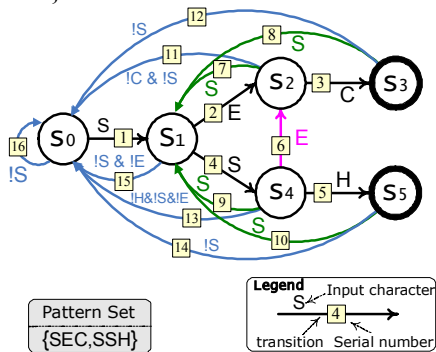 12
!S
8
S
11
!C & !S
7
S
S2
3
C
S3
2
E
16
!S
S0
S
1
S1
!S & !E
15
4
S
6
E
!H&!S&!E
13
S
9
S4
5
H
S5
14
!S
S
10
Pattern Set
{SEC,SSH}
Legend
S
Input character
4
transition
Serial number